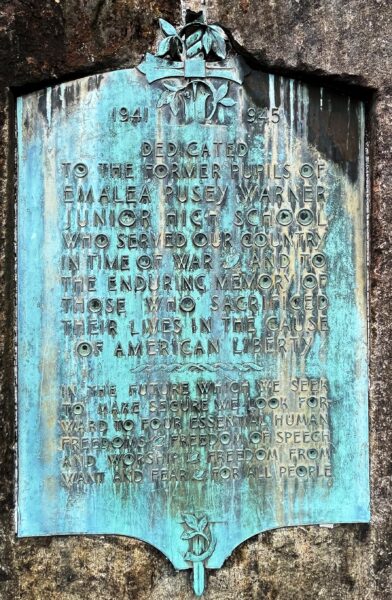 1941 1945
DEDICATED
TO THE FORMER PUPILS OF
EMALEA PUSEY WARNER
JUNIOR HIGH SCHOOL
WHO SERVED OUR COUNTRY
IN TIME OF WAR AND TO
THE ENDURING MEMORY OF
THOSE WHO SACRIFICED
THEIR LIVES IN THE CAUSE
OF AMERICAN LIBERTY
IN THE FUTURE WHICH WE SEEK
TO MAKE SECURE WE LOOK FOR
WARD TO FOUR ESSENTIAL HUMAN
FREEDOMS FREEDOM OF SPEECH
AND WORSHIP FREEDOM FROM
WANT AND FEAR FOR ALL PEOPLE